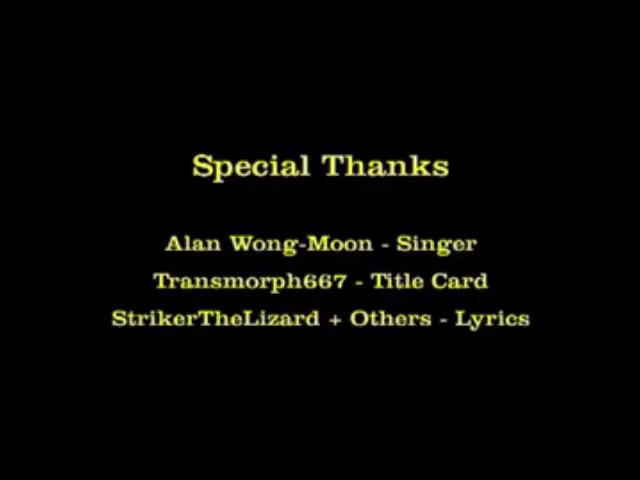 Special Thanks
Alan Wong-Moon - Singer
Transmorph667 - Title Card
StrikerTheLizard + Others - Lyrics